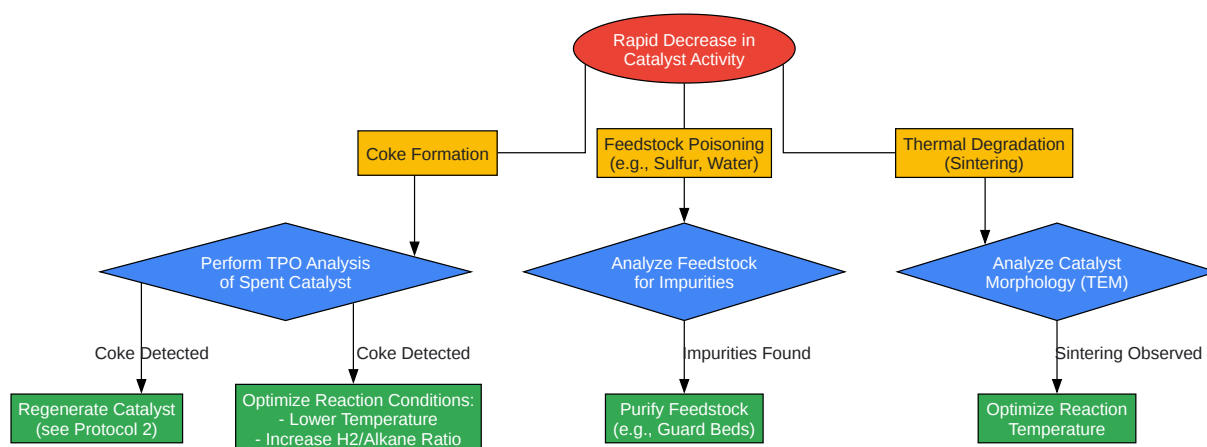 Rapid Decrease in
Catalyst Activity
Coke Formation
Feedstock Poisoning
(e.g., Sulfur, Water)
Thermal Degradation
(Sintering)
Perform TPO Analysis
of Spent Catalyst
Analyze Feedstock
for Impurities
Analyze Catalyst
Morphology (TEM)
Coke Detected
Coke Detected
Impurities Found
Sintering Observed
Regenerate Catalyst
(see Protocol 2)
Optimize Reaction Conditions:
- Lower Temperature
- Increase H2/Alkane Ratio
Purify Feedstock
(e.g., Guard Beds)
Optimize Reaction
Temperature